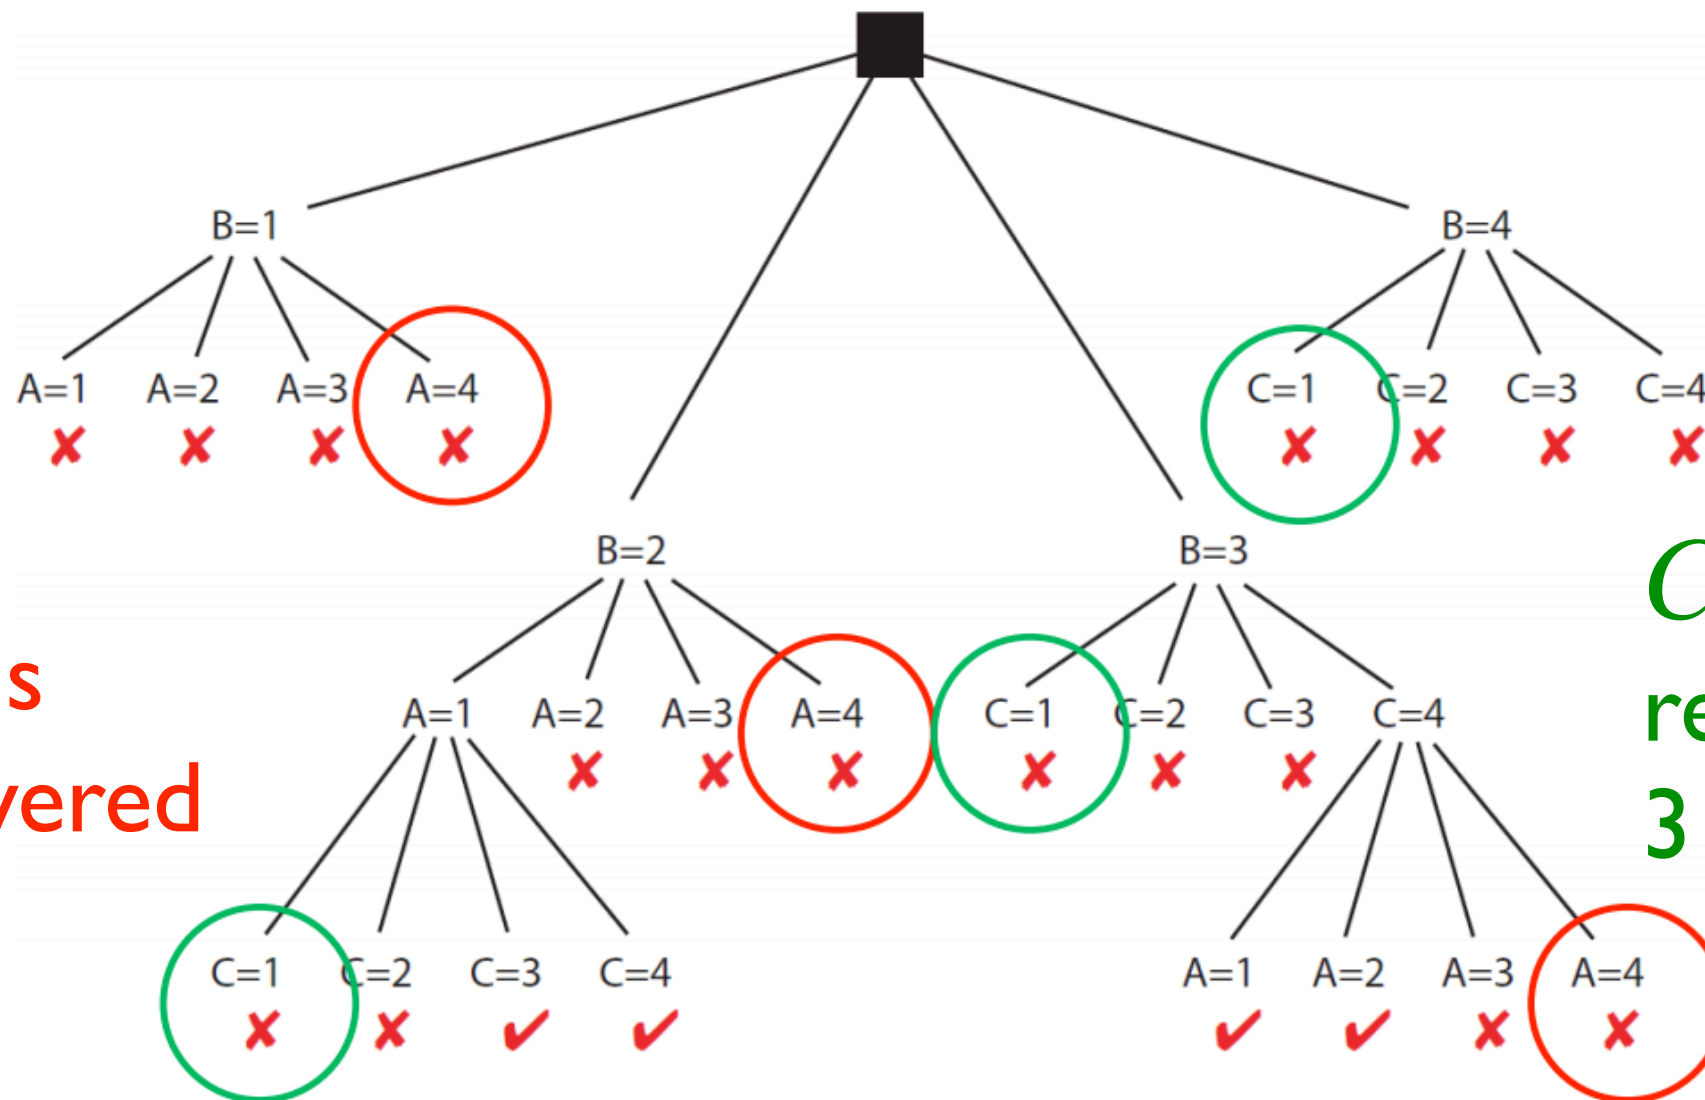 B=1
B=4
A=1 A=2 A=3 A=4
C=1 C=2 C=3 C=4
B=2 B=3
C
s
re
A=1 A=2 A=3 A=4 C=1 C=2 C=3 C=4
vered
3
C=1 C=2 C=3 C=4 A=1 A=2 A=3 A=4